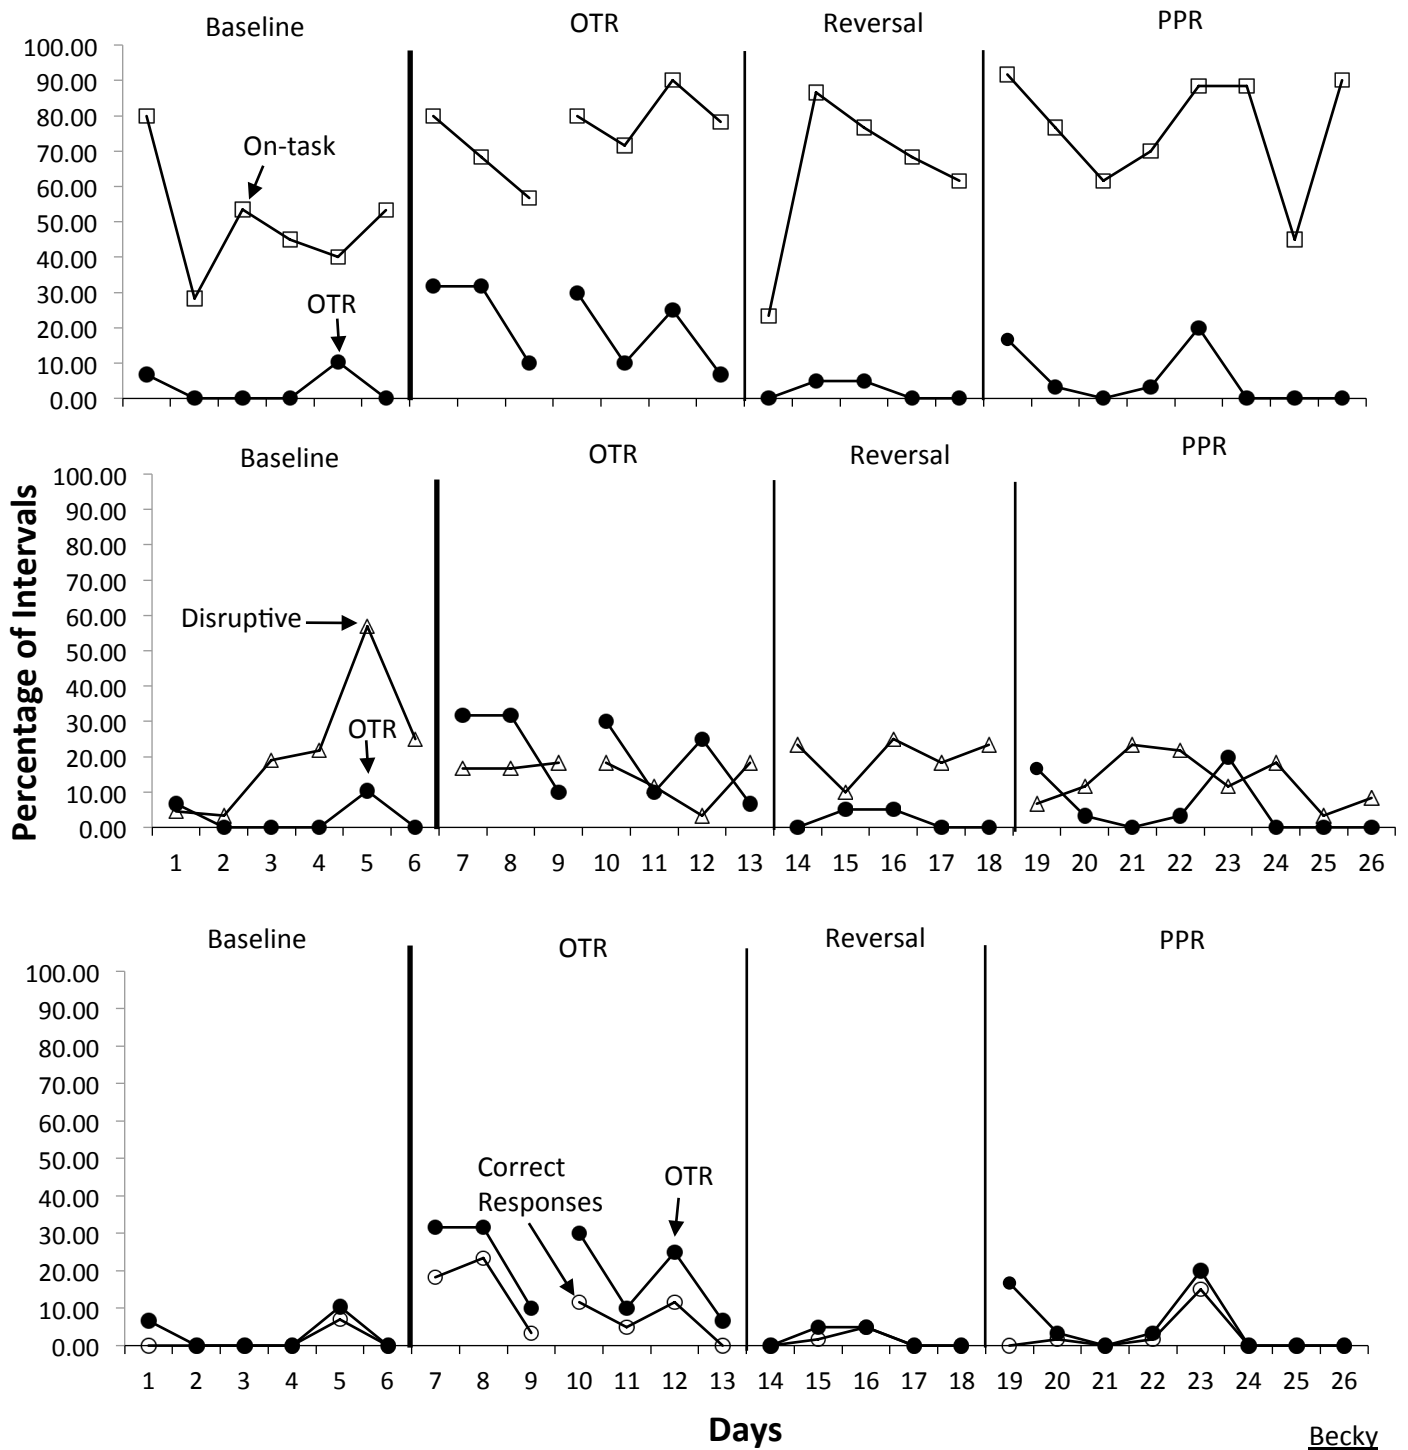 Baseline OTR Reversal PPR
100.00
90.00
80.00
70.00
60.00
50.00
40.00
30.00
20.00
10.00
0.00
On-task
OTR
Percentage of Intervals
Baseline OTR Reversal PPR
100.00
90.00
80.00
70.00
60.00
50.00
40.00
30.00
20.00
10.00
0.00
Disruptive
OTR
1 2 3 4 5 6 7 8 9 10 11 12 13 14 15 16 17 18 19 20 21 22 23 24 25 26
Baseline OTR Reversal PPR
100.00
90.00
80.00
70.00
60.00
50.00
40.00
30.00
20.00
10.00
0.00
Correct
Responses
OTR
1 2 3 4 5 6 7 8 9 10 11 12 13 14 15 16 17 18 19 20 21 22 23 24 25 26
Days
Becky